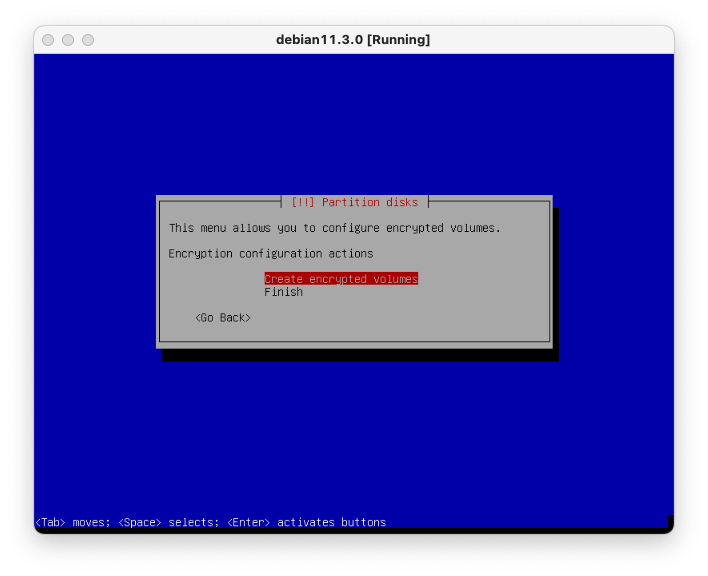 debian11.3.0 [Running]
[!!] Partition disks
This menu allows you to configure encrypted volumes.
Encryption configuration actions
Create encrypted volumes
Finish
<Go Back>
<Tab> moves; <Space> selects; <Enter> activates buttons